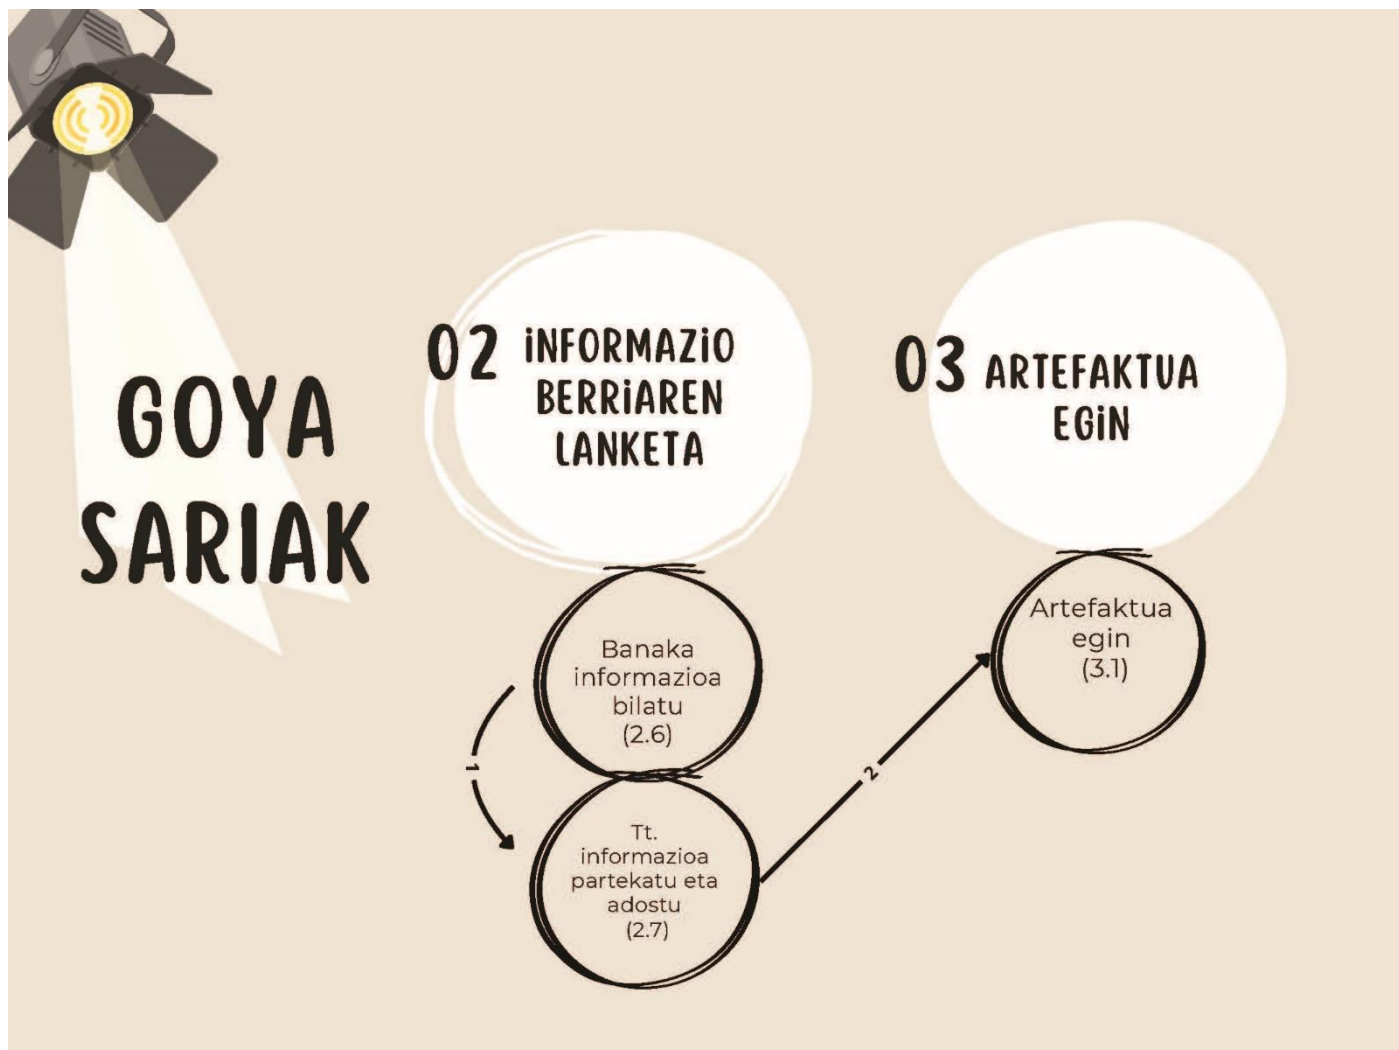 GOYA
SARIAK
02
iNFORMAZiO
BERRiAREN
LANKETA
Banaka
informazioa
bilatu
(2.6)
1
Tt.
informazioa
partekatu eta
adostu
(2.7)
2
03
ARTEFAKTUA
EGiN
Artefaktua
egin
(3.1)